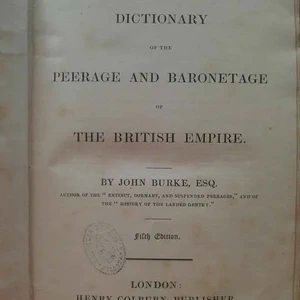 DICTIONARY
OF THE
PEERAGE AND BARONETAGE
OF
THE BRITISH EMPIRE.
BY JOHN BURKE, ESQ.
AUTHOR OF THE "EXTINCT, DORMANT, AND SUSPENDED PEERAGES," AND OF
THE "HISTORY OF THE LANDED GENTRY."
Fifth Edition.
LONDON:
HENRY COLBURN, PUBLISHER,